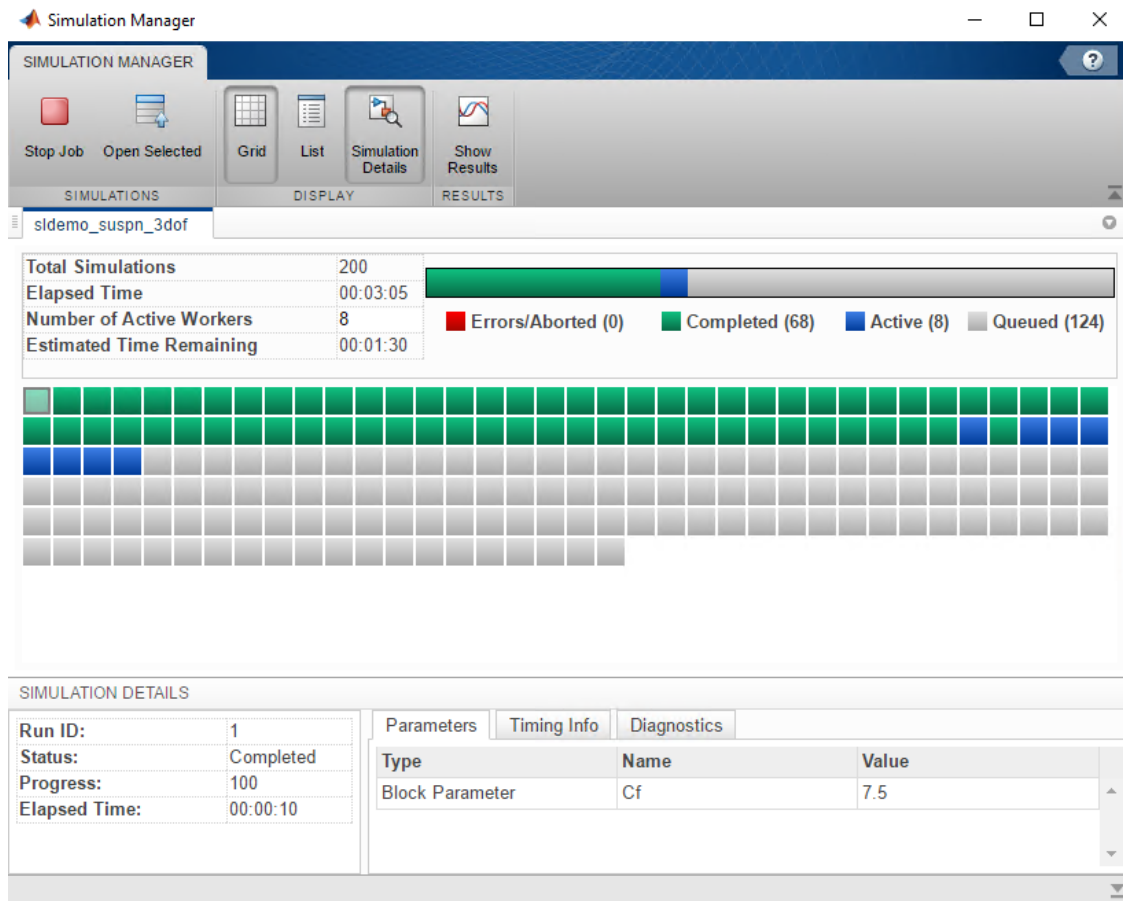 Simulation Manager
SIMULATION MANAGER
?
Stop Job Open Selected Grid List Simulation Details Show Results
SIMULATIONS DISPLAY RESULTS
sldemo_suspn_3dof
Total Simulations 200
Elapsed Time 00:03:05
Number of Active Workers 8
Estimated Time Remaining 00:01:30
Errors/Aborted (0) Completed (68) Active (8) Queued (124)
SIMULATION DETAILS
Run ID: 1
Status: Completed
Progress: 100
Elapsed Time: 00:00:10
Parameters Timing Info Diagnostics
Type Name Value
Block Parameter Cf 7.5